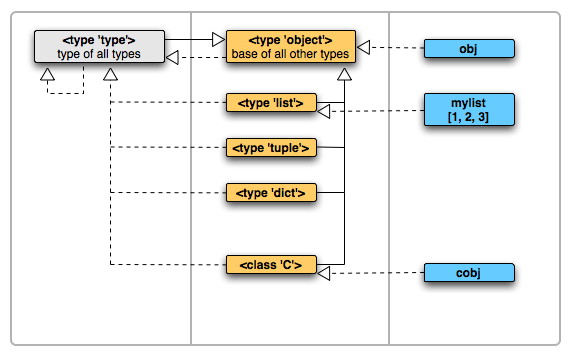 <type 'type'>
type of all types
<type 'object'>
base of all other types
obj
<type 'list'>
mylist
[1, 2, 3]
<type 'tuple'>
<type 'dict'>
<class 'C'>
cobj